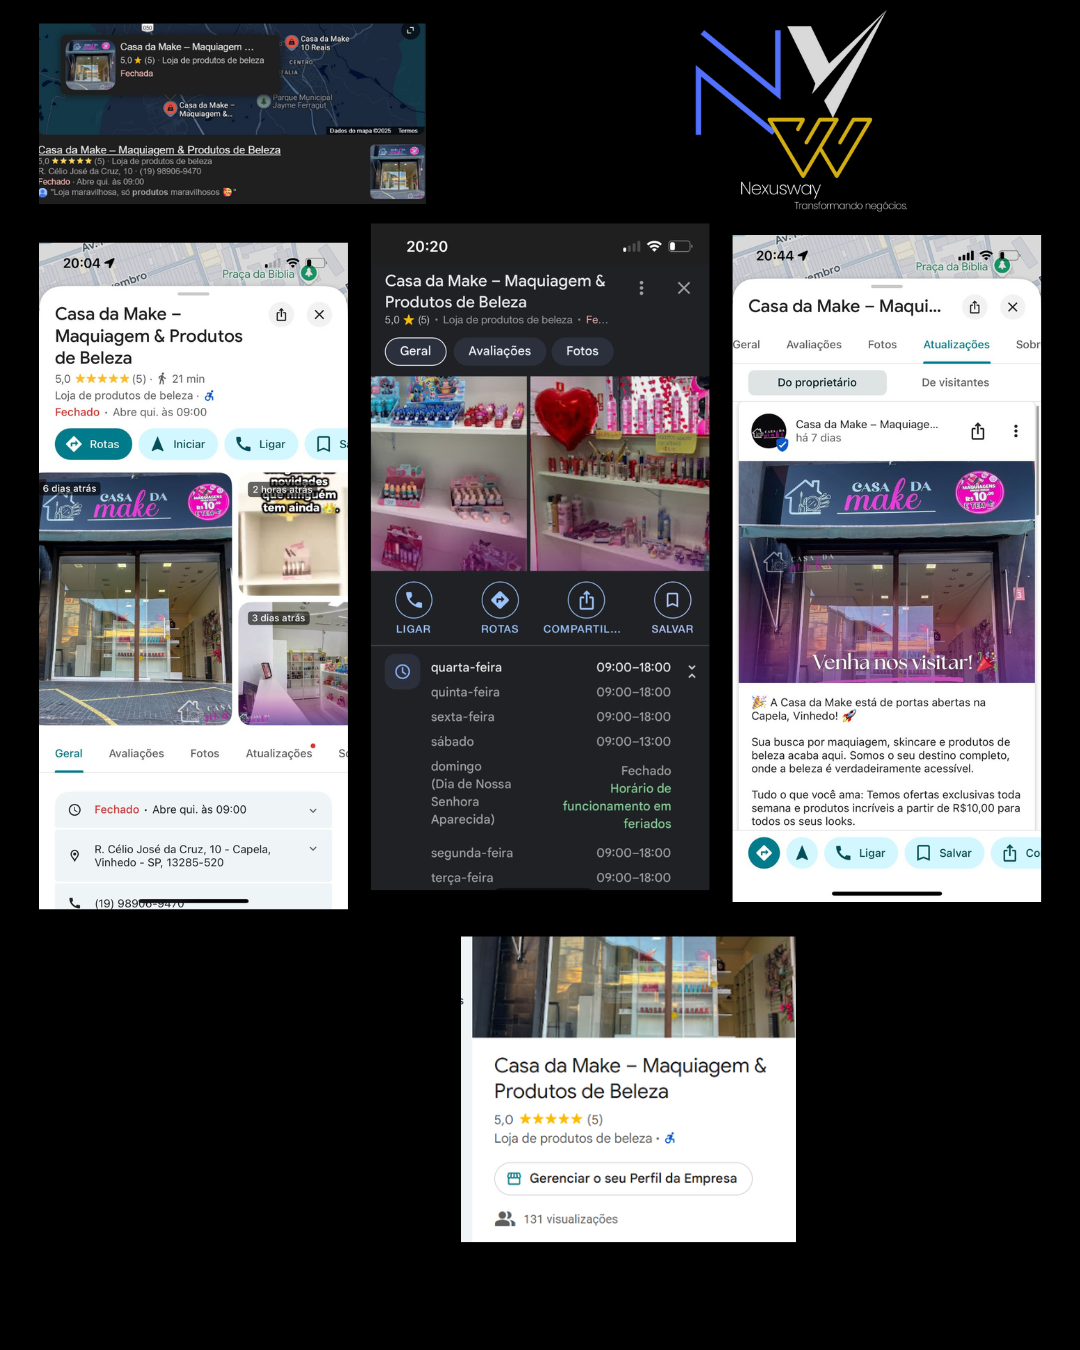 050
Casa da Make – Maquiagem ...
5,0 ★ (5) · Loja de produtos de beleza
Fechada
Casa da Make
10 Reais
CENTRO
ITÁLIA
Casa da Make –
Maquiagem &...
Parque Municipal
Jayme Ferragut
Dados do mapa ©2025 Termos
Casa da Make – Maquiagem & Produtos de Beleza
5,0 ★★★★★ (5) · Loja de produtos de beleza
R. Célio José da Cruz, 10 · (19) 98906-9470
Fechado · Abre qui. às 09:00
"Loja maravilhosa, só produtos maravilhosos 🥰"
Nexusway
Transformando negócios.
20:04
Praça da Bíblia
Casa da Make –
Maquiagem & Produtos
de Beleza
5,0 ★★★★★ (5) · 21 min
Loja de produtos de beleza ·
Fechado · Abre qui. às 09:00
Rotas
Iniciar
Ligar
6 dias atrás
CASA DA
make
MAQUIAGENS
R$10
2 horas atrás
novidades
que ninguém
tem ainda
3 dias atrás
Geral
Avaliações
Fotos
Atualizações
Fechado · Abre qui. às 09:00
R. Célio José da Cruz, 10 - Capela,
Vinhedo - SP, 13285-520
(19) 98906-9470
20:20
Casa da Make – Maquiagem &
Produtos de Beleza
5,0 ★ (5) · Loja de produtos de beleza · Fe...
Geral
Avaliações
Fotos
LIGAR
ROTAS
COMPARTIL...
SALVAR
quarta-feira 09:00–18:00
quinta-feira 09:00–18:00
sexta-feira 09:00–18:00
sábado 09:00–13:00
domingo
(Dia de Nossa
Senhora
Aparecida)
Fechado
Horário de
funcionamento em
feriados
segunda-feira 09:00–18:00
terça-feira 09:00–18:00
20:44
Praça da Bíblia
Casa da Make – Maqui...
Geral
Avaliações
Fotos
Atualizações
Sobr
Do proprietário
De visitantes
Casa da Make – Maquiage...
há 7 dias
CASA DA
make
R$10
Venha nos visitar! 🎉
🎉 A Casa da Make está de portas abertas na
Capela, Vinhedo! 🚀
Sua busca por maquiagem, skincare e produtos de
beleza acaba aqui. Somos o seu destino completo,
onde a beleza é verdadeiramente acessível.
Tudo o que você ama: Temos ofertas exclusivas toda
semana e produtos incríveis a partir de R$10,00 para
todos os seus looks.
Ligar
Salvar
Co
Casa da Make – Maquiagem &
Produtos de Beleza
5,0 ★★★★★ (5)
Loja de produtos de beleza ·
Gerenciar o seu Perfil da Empresa
131 visualizações